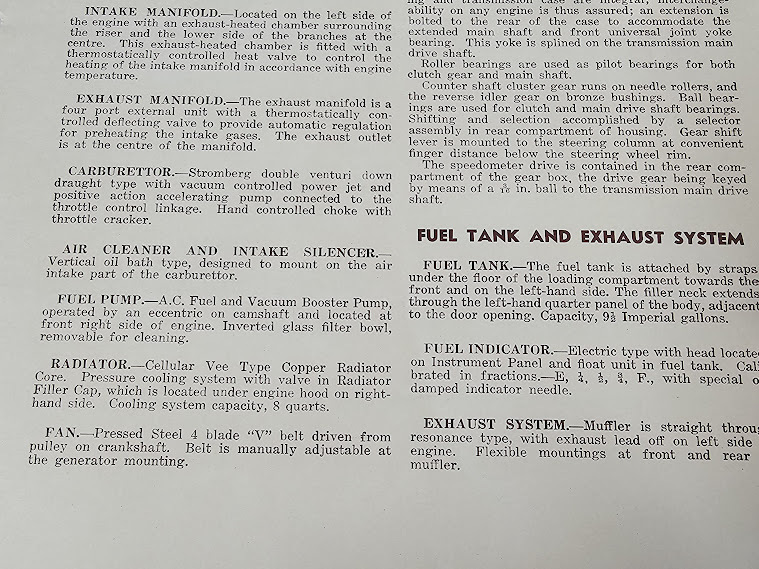 INTAKE MANIFOLD.—Located on the left side of
the engine with an exhaust-heated chamber surrounding
the riser and the lower side of the branches at the
centre. This exhaust-heated chamber is fitted with a
thermostatically controlled heat valve to control the
heating of the intake manifold in accordance with engine
temperature.
EXHAUST MANIFOLD.—The exhaust manifold is a
four port external unit with a thermostatically con-
trolled deflecting valve to provide automatic regulation
for preheating the intake gases. The exhaust outlet
is at the centre of the manifold.
CARBURETTOR.—Stromberg double venturi down
draught type with vacuum controlled power jet and
positive action accelerating pump connected to the
throttle control linkage. Hand controlled choke with
throttle cracker.
AIR CLEANER AND INTAKE SILENCER.—
Vertical oil bath type, designed to mount on the air
intake part of the carburettor.
FUEL PUMP.—A.C. Fuel and Vacuum Booster Pump,
operated by an eccentric on camshaft and located at
front right side of engine. Inverted glass filter bowl,
removable for cleaning.
RADIATOR.—Cellular Vee Type Copper Radiator
Core. Pressure cooling system with valve in Radiator
Filler Cap, which is located under engine hood on right-
hand side. Cooling system capacity, 8 quarts.
FAN.—Pressed Steel 4 blade "V" belt driven from
pulley on crankshaft. Belt is manually adjustable at
the generator mounting.
and transmission case are integral, interchange-
ability on any engine is thus assured; an extension is
bolted to the rear of the case to accommodate the
extended main shaft and front universal joint yoke
bearing. This yoke is splined on the transmission main
drive shaft.
Roller bearings are used as pilot bearings for both
clutch gear and main shaft.
Counter shaft cluster gear runs on needle rollers, and
the reverse idler gear on bronze bushings. Ball bear-
ings are used for clutch and main drive shaft bearings.
Shifting and selection accomplished by a selector
assembly in rear compartment of housing. Gear shift
lever is mounted to the steering column at convenient
finger distance below the steering wheel rim.
The speedometer drive is contained in the rear com-
partment of the gear box, the drive gear being keyed
by means of a in. ball to the transmission main drive
shaft.
FUEL TANK AND EXHAUST SYSTEM
FUEL TANK.—The fuel tank is attached by straps
under the floor of the loading compartment towards the
front and on the left-hand side. The filler neck extends
through the left-hand quarter panel of the body, adjacent
to the door opening. Capacity, Imperial gallons.
FUEL INDICATOR.—Electric type with head locate
on Instrument Panel and float unit in fuel tank. Cali
brated in fractions.—E, ¼, ½, ¾, F., with special o
damped indicator needle.
EXHAUST SYSTEM.—Muffler is straight throug
resonance type, with exhaust lead off on left side
engine. Flexible mountings at front and rear
muffler.